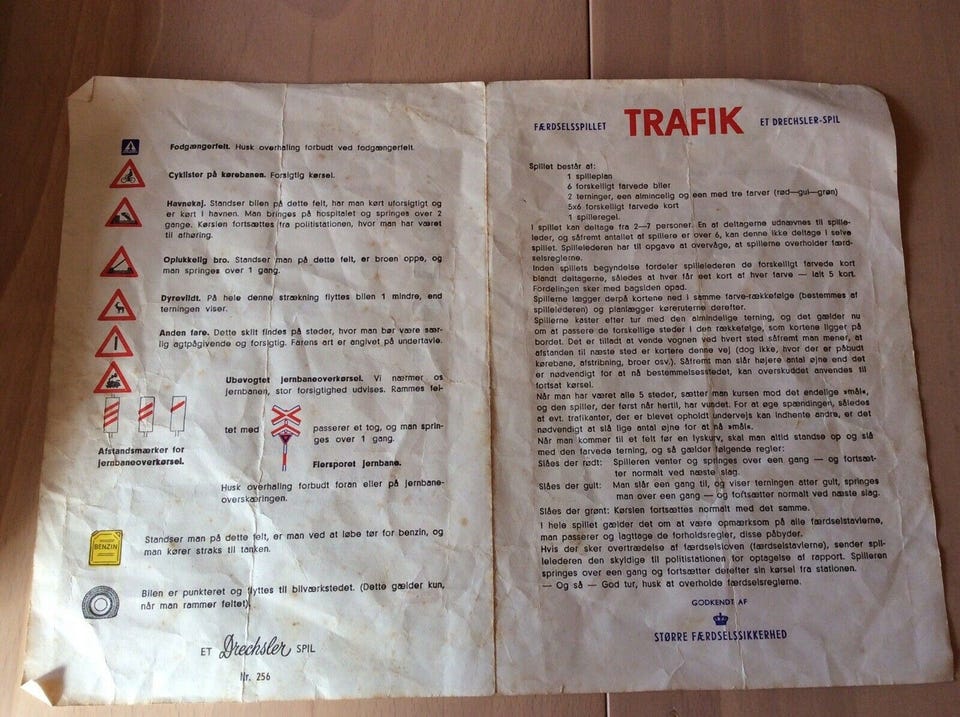 Fodgængerfelt. Husk overhaling forbudt ved fodgængerfelt.
Cyklister på kørebanen. Forsigtig kørsel.
Havnekaj. Standser bilen på dette felt, har man kørt uforsigtigt og
er kørt i havnen. Man bringes på hospitalet og springes over 2
gange. Kørslen fortsættes fra politistationen, hvor man har været
til afhøring.
Oplukkelig bro. Standser man på dette felt, er broen oppe, og
man springes over 1 gang.
Dyrevildt. På hele denne strækning flyttes bilen 1 mindre, end
terningen viser.
Anden fare. Dette skilt findes på steder, hvor man bør være sær-
lig agtpågivende og forsigtig. Farens art er angivet på undertavle.
Ubevogtet jernbaneoverkørsel. Vi nærmer os
jernbanen, stor forsigtighed udvises. Rammes fel-
tet med passerer et tog, og man sprin-
ges over 1 gang.
Afstandsmærker for
jernbaneoverkørsel.
Flersporet jernbane.
Husk overhaling forbudt foran eller på jernbane-
overskæringen.
BENZIN
Standser man på dette felt, er man ved at løbe tør for benzin, og
man kører straks til tanken.
Bilen er punkteret og flyttes til bilværkstedet. (Dette gælder kun,
når man rammer feltet).
ET Drechsler SPIL
Nr. 256
FÆRDSELSSPILLET TRAFIK ET DRECHSLER-SPIL
Spillet består af:
1 spilleplan
6 forskelligt farvede biler
2 terninger, een almindelig og een med tre farver (rød—gul—grøn)
5x6 forskelligt farvede kort
1 spilleregel.
I spillet kan deltage fra 2—7 personer. En af deltagerne udnævnes til spille-
leder, og såfremt antallet af spillere er over 6, kan denne ikke deltage i selve
spillet. Spillelederen har til opgave at overvåge, at spillerne overholder færd-
selsreglerne.
Inden spillets begyndelse fordeler spillelederen de forskelligt farvede kort
blandt deltagerne, således at hver får eet kort af hver farve — ialt 5 kort.
Fordelingen sker med bagsiden opad.
Spillerne lægger derpå kortene ned i samme farve-rækkefølge (bestemmes af
spillelederen) og planlægger køreruterne derefter.
Spillerne kaster efter tur med den almindelige terning, og det gælder nu
om at passere de forskellige steder i den rækkefølge, som kortene ligger på
bordet. Det er tilladt at vende vognen ved hvert sted såfremt man mener, at
afstanden til næste sted er kortere denne vej (dog ikke, hvor der er påbudt
kørebane, afstribning, broer osv.). Såfremt man slår højere antal øjne end det
er nødvendigt for at nå bestemmelsesstedet, kan overskuddet anvendes til
fortsat kørsel.
Når man har været alle 5 steder, sætter man kursen mod det endelige »mål«,
og den spiller, der først når hertil, har vundet. For at øge spændingen, således
at evt. trafikanter, der er blevet opholdt undervejs kan indhente andre, er det
nødvendigt at slå lige antal øjne for at nå »mål«.
Når man kommer til et felt før en lyskurv, skal man altid standse op og slå
med den farvede terning, og så gælder følgende regler:
Slåes der rødt: Spilleren venter og springes over een gang — og fortsæt-
ter normalt ved næste slag.
Slåes der gult: Man slår een gang til, og viser terningen atter gult, springes
man over een gang — og fortsætter normalt ved næste slag.
Slåes der grønt: Kørslen fortsættes normalt med det samme.
I hele spillet gælder det om at være opmærksom på alle færdselstavlerne,
man passerer og iagttage de forholdsregler, disse påbyder.
Hvis der sker overtrædelse af færdselsloven (færdselstavlerne), sender spil-
lelederen den skyldige til politistationen for optagelse af rapport. Spilleren
springes over een gang og fortsætter derefter sin kørsel fra stationen.
— Og så — God tur, husk at overholde færdselsreglerne.
GODKENDT AF
STØRRE FÆRDSELSSIKKERHED